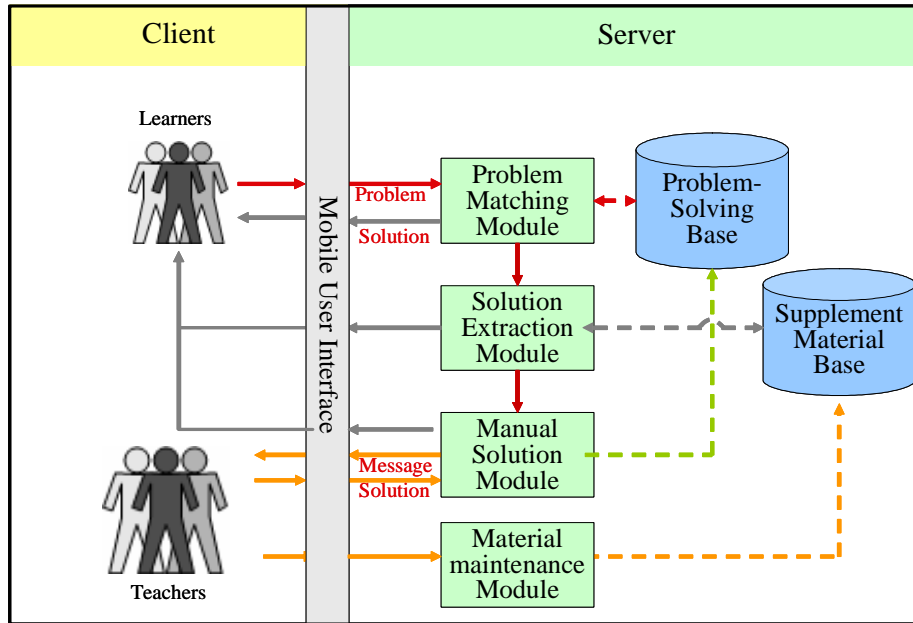 Client
Server
Learners
Mobile User Interface
Problem
Solution
Problem
Matching
Module
Problem-
Solving
Base
Solution
Extraction
Module
Supplement
Material
Base
Manual
Solution
Module
Message
Solution
Material
maintenance
Module
Teachers